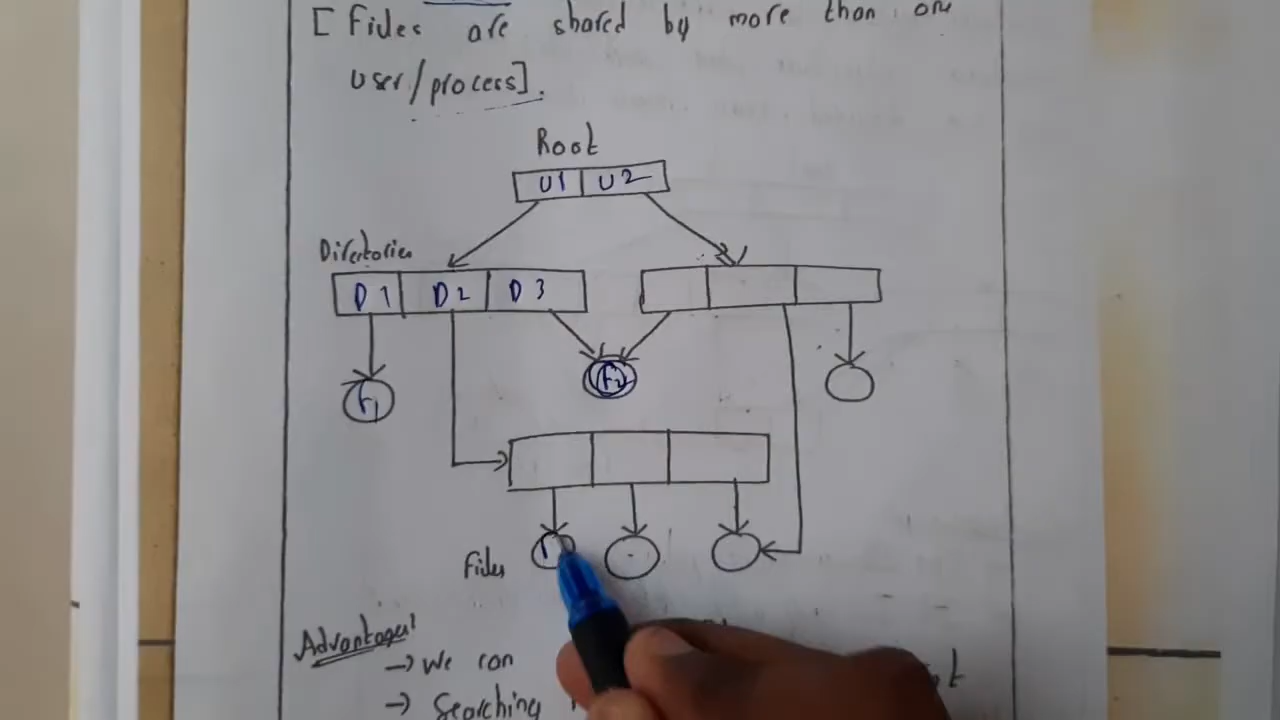 [ Files are shared by more than one
user/process].
Root
U1 U2
Directories
D1 D2 D3
F1 F2
Files
Advantages:
→ We can
→ Searching